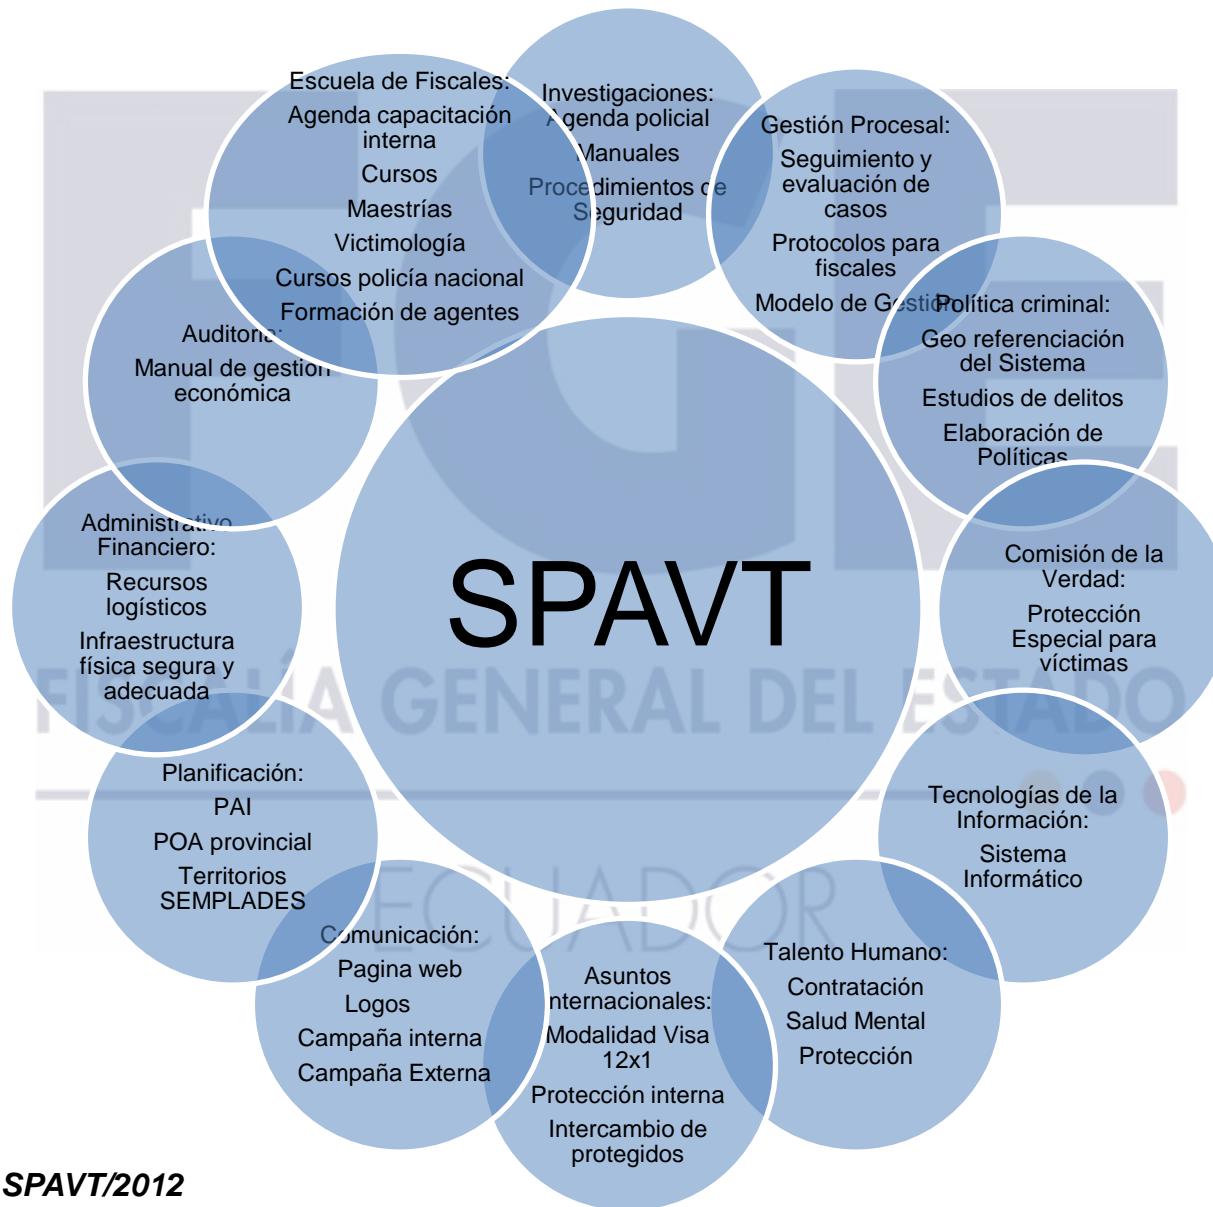 Escuela de Fiscales:
Agenda capacitación
interna
Cursos
Maestrías
Victimología
Cursos policía nacional
Formación de agentes
Investigaciones:
Agenda policial
Manuales
Procedimientos de
Seguridad
Gestión Procesal:
Seguimiento y
evaluación de
casos
Protocolos para
fiscales
Modelo de Gestión
Política criminal:
Geo referenciación
del Sistema
Estudios de delitos
Elaboración de
Políticas
Comisión de la
Verdad:
Protección
Especial para
víctimas
Tecnologías de la
Información:
Sistema
Informático
Talento Humano:
Contratación
Salud Mental
Protección
Asuntos
Internacionales:
Modalidad Visa
12x1
Protección interna
Intercambio de
protegidos
Comunicación:
Pagina web
Logos
Campaña interna
Campaña Externa
Planificación:
PAI
POA provincial
Territorios
SEMPLADES
Administrativo
Financiero:
Recursos
logísticos
Infraestructura
física segura y
adecuada
Auditoria:
Manual de gestión
económica
SPAVT
FGE
FISCALÍA GENERAL DEL ESTADO
ECUADOR
SPAVT/2012